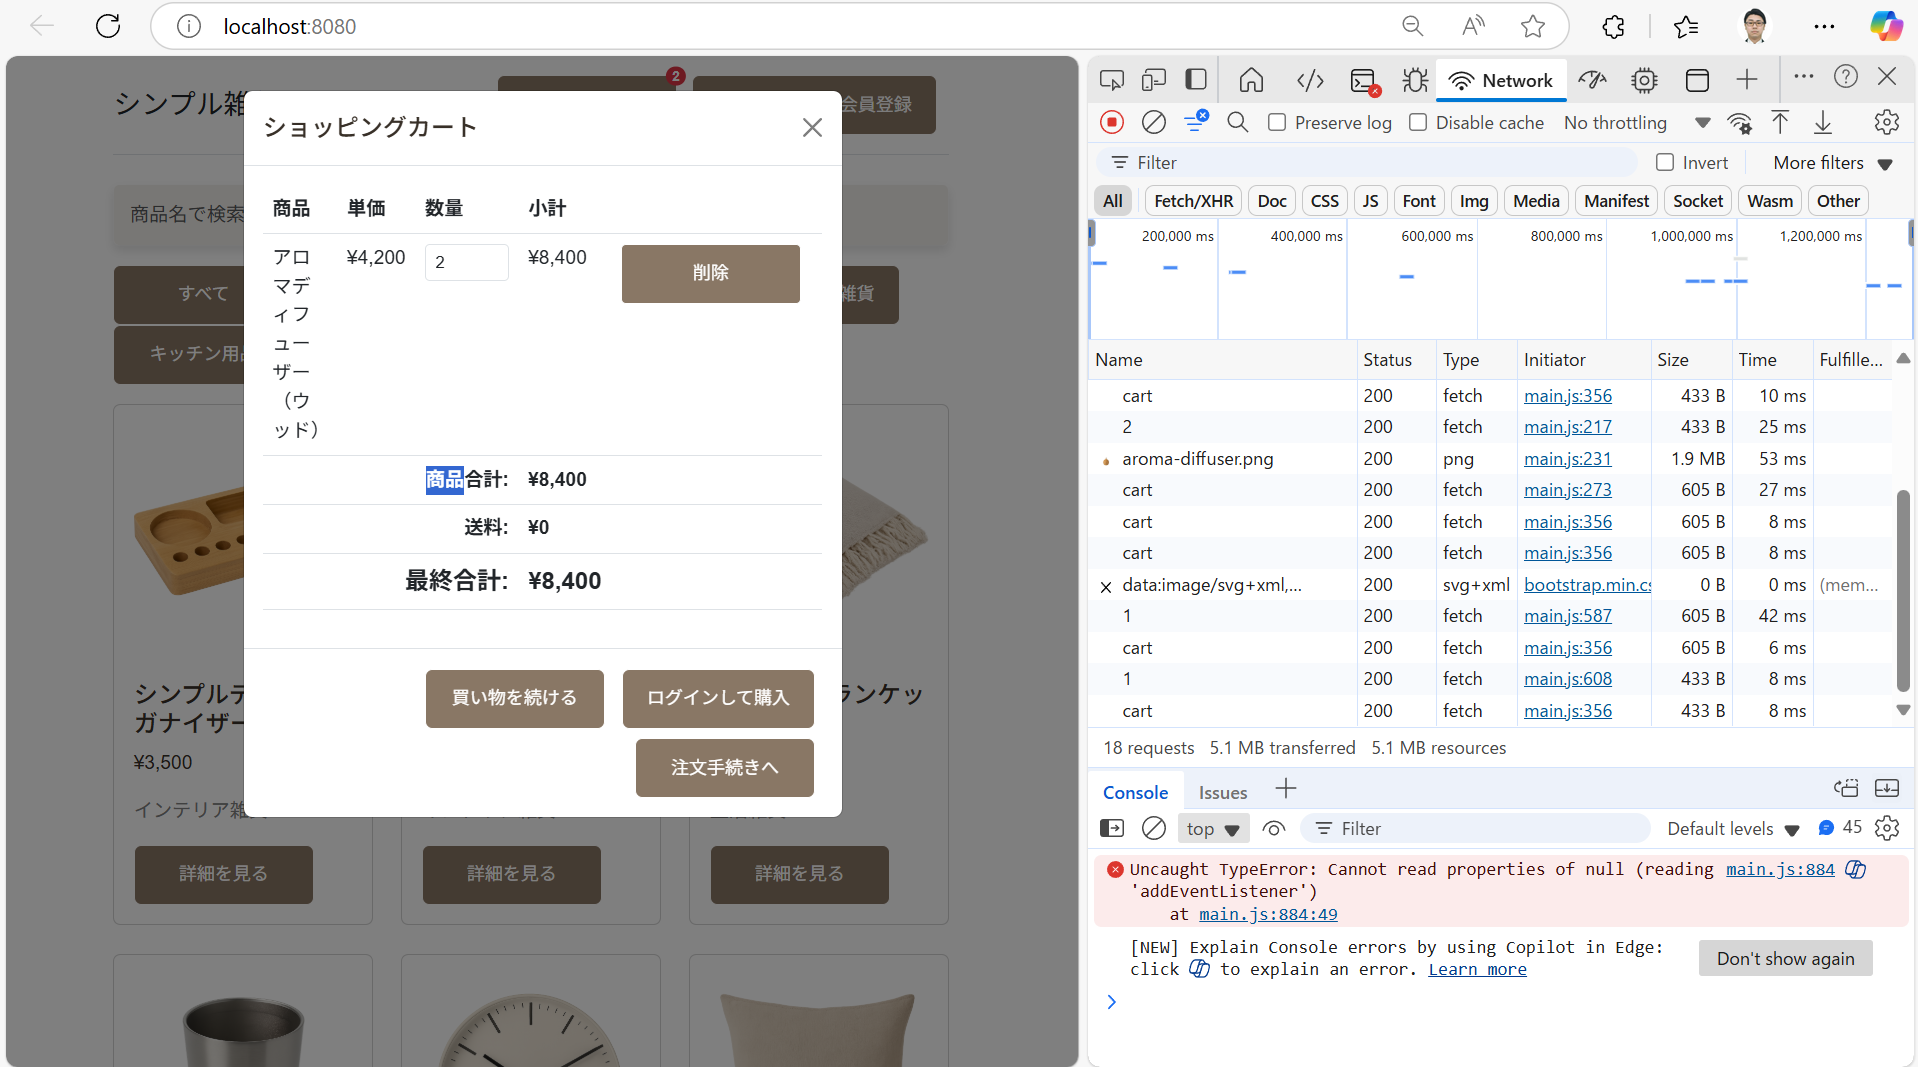 localhost:8080
シンプル雑
2
会員登録
商品名で検索
すべて
雑貨
キッチン用品
ショッピングカート
商品 単価 数量 小計
アロマディフューザー（ウッド） ¥4,200 2 ¥8,400 削除
商品合計: ¥8,400
送料: ¥0
最終合計: ¥8,400
買い物を続ける ログインして購入
注文手続きへ
シンプルデ
ガナイザー
¥3,500
インテリア雑
ランケッ
詳細を見る 詳細を見る 詳細を見る
Network
Preserve log Disable cache No throttling
Filter Invert More filters
All Fetch/XHR Doc CSS JS Font Img Media Manifest Socket Wasm Other
200,000 ms 400,000 ms 600,000 ms 800,000 ms 1,000,000 ms 1,200,000 ms
Name Status Type Initiator Size Time Fulfille...
cart 200 fetch main.js:356 433 B 10 ms
2 200 fetch main.js:217 433 B 25 ms
aroma-diffuser.png 200 png main.js:231 1.9 MB 53 ms
cart 200 fetch main.js:273 605 B 27 ms
cart 200 fetch main.js:356 605 B 8 ms
cart 200 fetch main.js:356 605 B 8 ms
data:image/svg+xml,... 200 svg+xml bootstrap.min.cs 0 B 0 ms (mem...
1 200 fetch main.js:587 605 B 42 ms
cart 200 fetch main.js:356 605 B 6 ms
1 200 fetch main.js:608 433 B 8 ms
cart 200 fetch main.js:356 433 B 8 ms
18 requests 5.1 MB transferred 5.1 MB resources
Console Issues
top Filter Default levels 45
Uncaught TypeError: Cannot read properties of null (reading main.js:884
'addEventListener')
at main.js:884:49
[NEW] Explain Console errors by using Copilot in Edge:
click to explain an error. Learn more
Don't show again